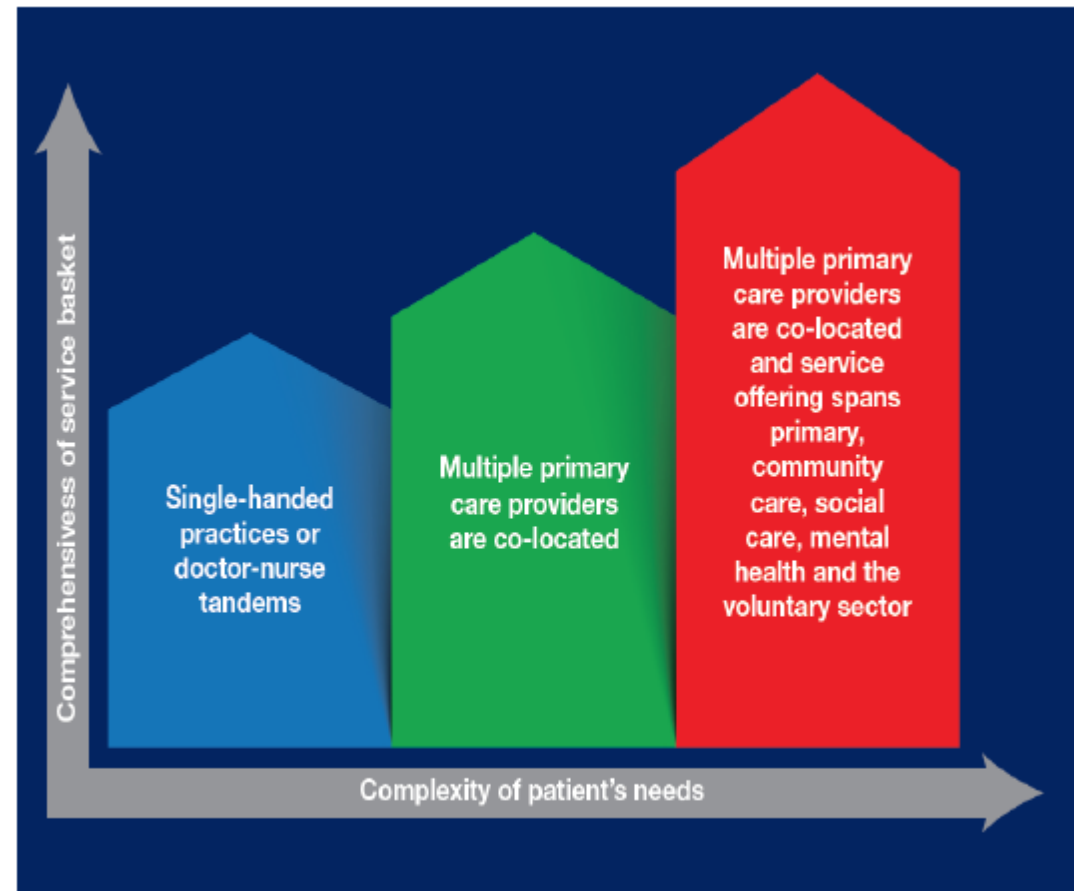 Comprehensivess of service basket
Single-handed
practices or
doctor-nurse
tandems
Multiple primary
care providers
are co-located
Multiple primary
care providers
are co-located
and service
offering spans
primary,
community
care, social
care, mental
health and the
voluntary sector
Complexity of patient's needs